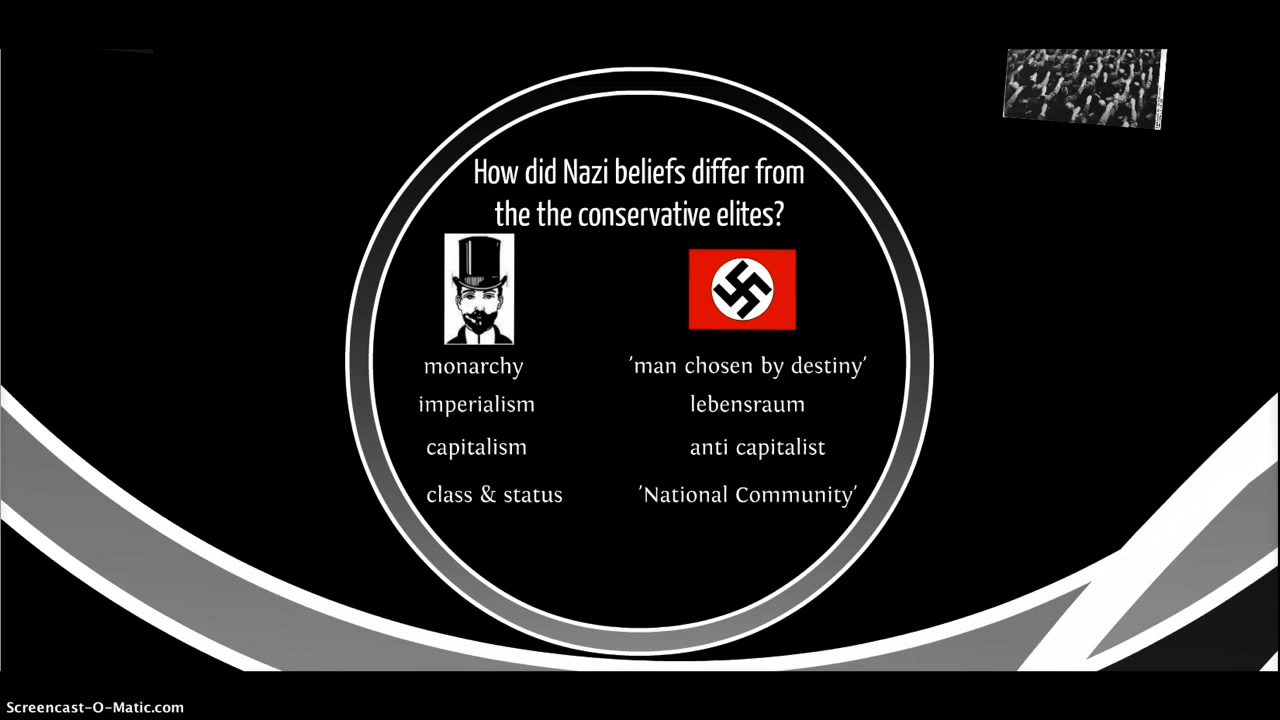 How did Nazi beliefs differ from
the the conservative elites?
monarchy
'man chosen by destiny'
imperialism
lebensraum
capitalism
anti capitalist
class & status
'National Community'
Screencast-O-Matic.com